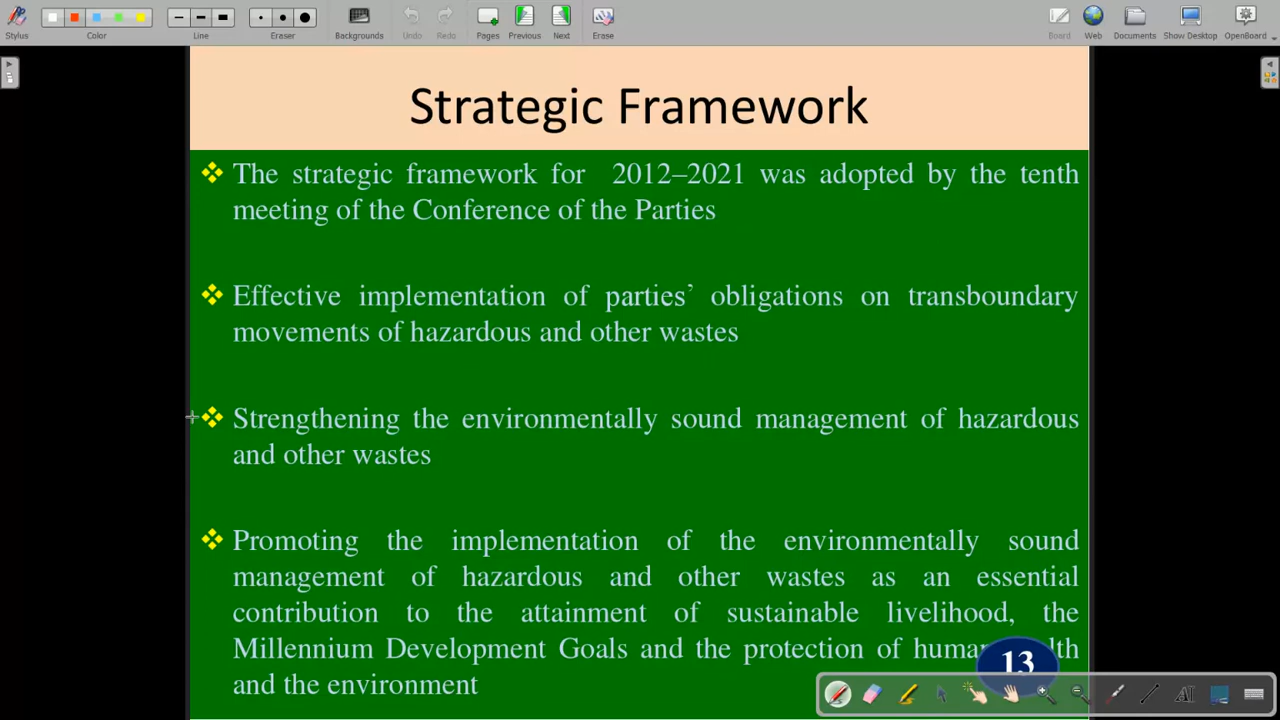 Stylus
Color
Line
Eraser
Backgrounds
Undo
Redo
Pages
Previous
Next
Erase
Board
Web
Documents
Show Desktop
OpenBoard
Strategic Framework
The strategic framework for 2012–2021 was adopted by the tenth
meeting of the Conference of the Parties
Effective implementation of parties’ obligations on transboundary
movements of hazardous and other wastes
Strengthening the environmentally sound management of hazardous
and other wastes
Promoting the implementation of the environmentally sound
management of hazardous and other wastes as an essential
contribution to the attainment of sustainable livelihood, the
Millennium Development Goals and the protection of human
and the environment
13